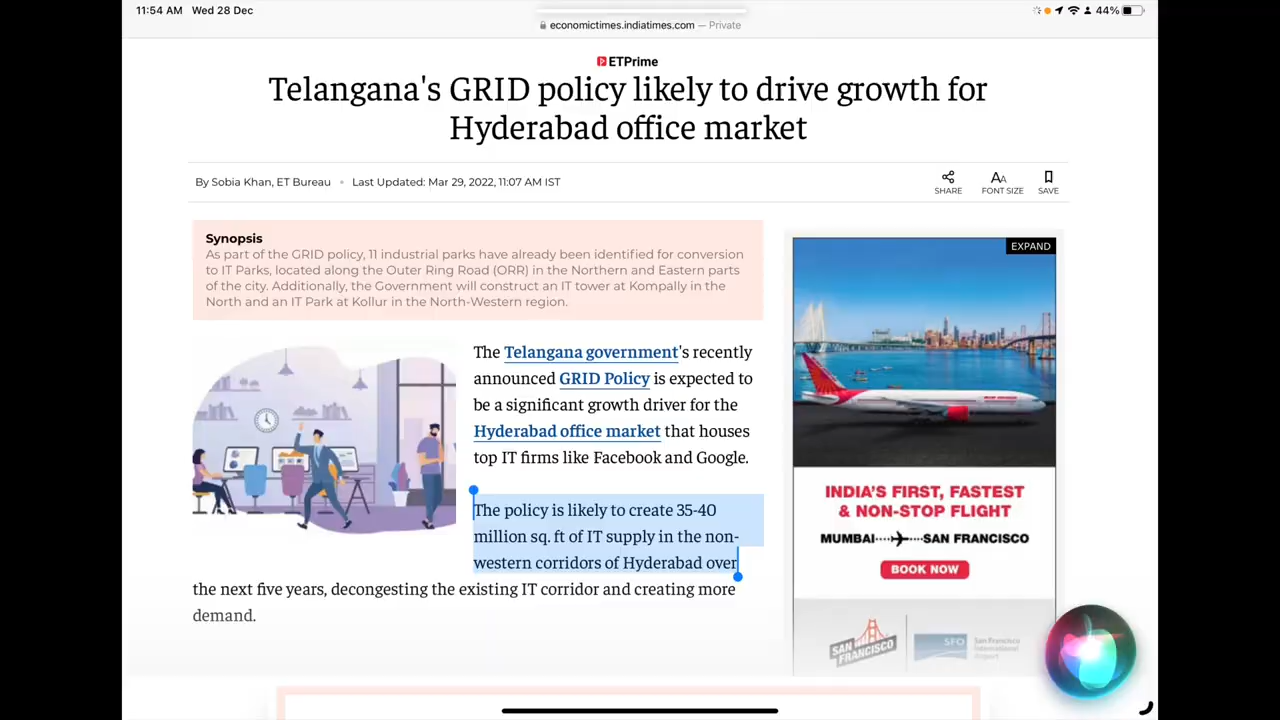 11:54 AM Wed 28 Dec
44%
economictimes.indiatimes.com — Private
ETPrime
Telangana's GRID policy likely to drive growth for
Hyderabad office market
By Sobia Khan, ET Bureau • Last Updated: Mar 29, 2022, 11:07 AM IST
SHARE
AA
FONT SIZE
SAVE
Synopsis
As part of the GRID policy, 11 industrial parks have already been identified for conversion
to IT Parks, located along the Outer Ring Road (ORR) in the Northern and Eastern parts
of the city. Additionally, the Government will construct an IT tower at Kompally in the
North and an IT Park at Kollur in the North-Western region.
The Telangana government's recently
announced GRID Policy is expected to
be a significant growth driver for the
Hyderabad office market that houses
top IT firms like Facebook and Google.
The policy is likely to create 35-40
million sq. ft of IT supply in the non-
western corridors of Hyderabad over
the next five years, decongesting the existing IT corridor and creating more
demand.
EXPAND
INDIA'S FIRST, FASTEST
& NON-STOP FLIGHT
MUMBAI SAN FRANCISCO
BOOK NOW
SAN FRANCISCO
SFO
San Francisco
International
Airport